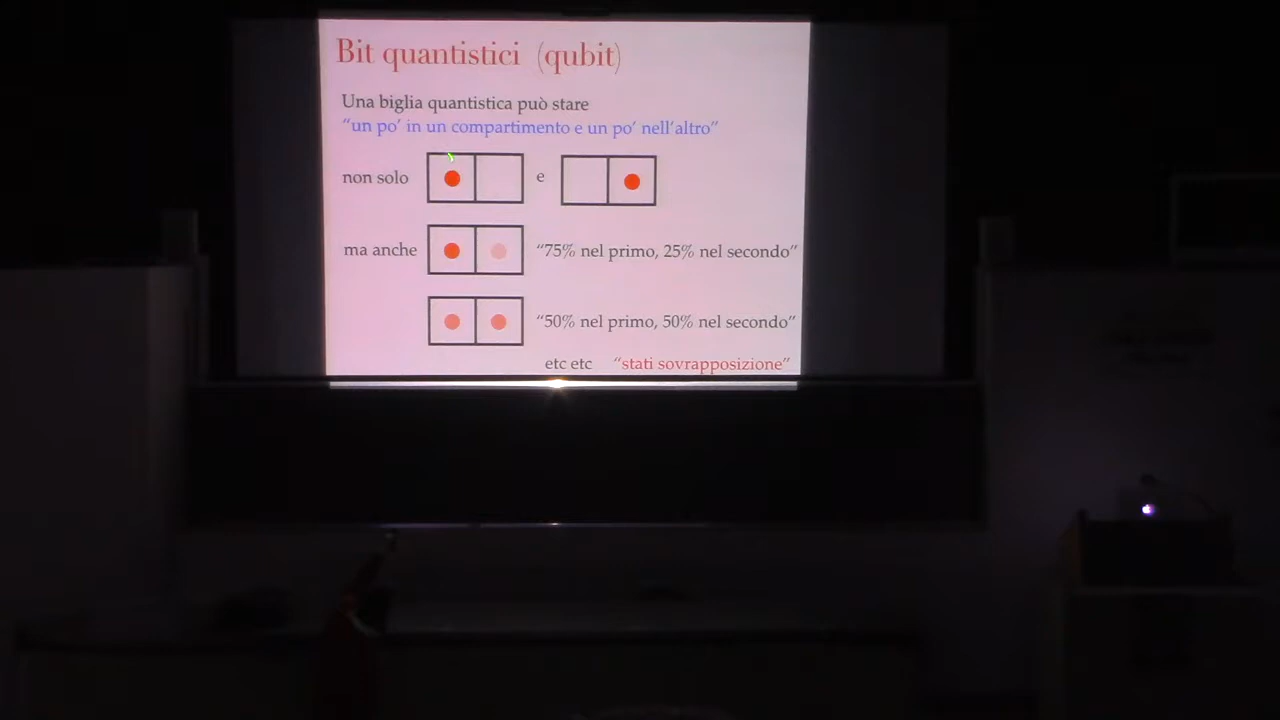 Bit quantistici (qubit)
Una biglia quantistica può stare
“un po’ in un compartimento e un po’ nell’altro”
non solo e
ma anche “75% nel primo, 25% nel secondo”
“50% nel primo, 50% nel secondo”
etc etc “stati sovrapposizione”